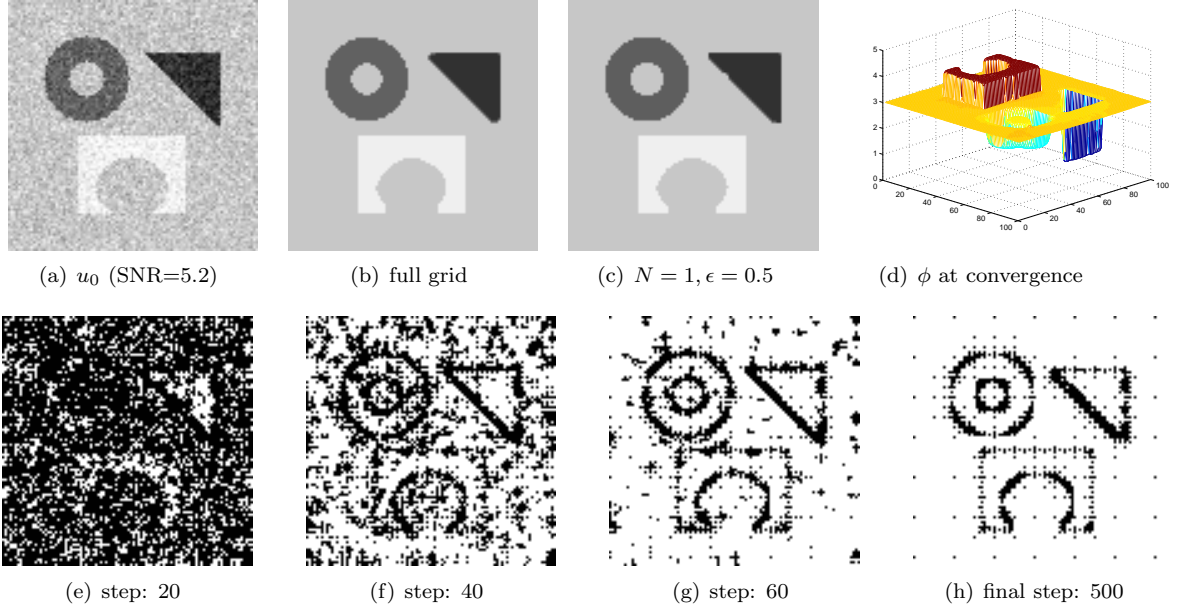 5
4
3
2
1
0
0
20
40
60
80
100
0
20
40
60
80
100
(a) u₀ (SNR=5.2)
(b) full grid
(c) N = 1, ϵ = 0.5
(d) ϕ at convergence
(e) step: 20
(f) step: 40
(g) step: 60
(h) final step: 500